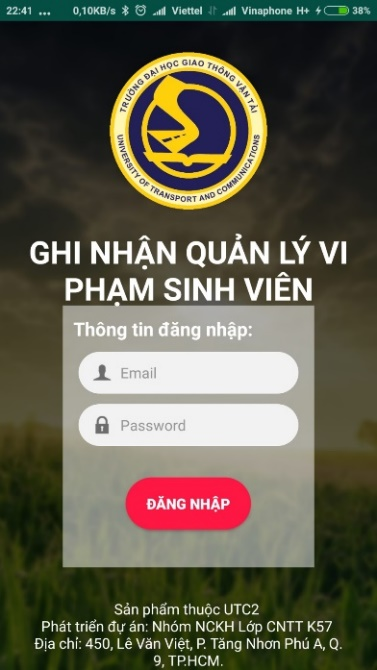 22:41 ... 0,10KB/s Viettel Vinaphone H+ 38%
TRƯỜNG ĐẠI HỌC GIAO THÔNG VẬN TẢI
UNIVERSITY OF TRANSPORT AND COMMUNICATIONS
GHI NHẬN QUẢN LÝ VI
PHẠM SINH VIÊN
Thông tin đăng nhập:
Email
Password
ĐĂNG NHẬP
Sản phẩm thuộc UTC2
Phát triển dự án: Nhóm NCKH Lớp CNTT K57
Địa chỉ: 450, Lê Văn Việt, P. Tăng Nhơn Phú A, Q.
9, TP.HCM.